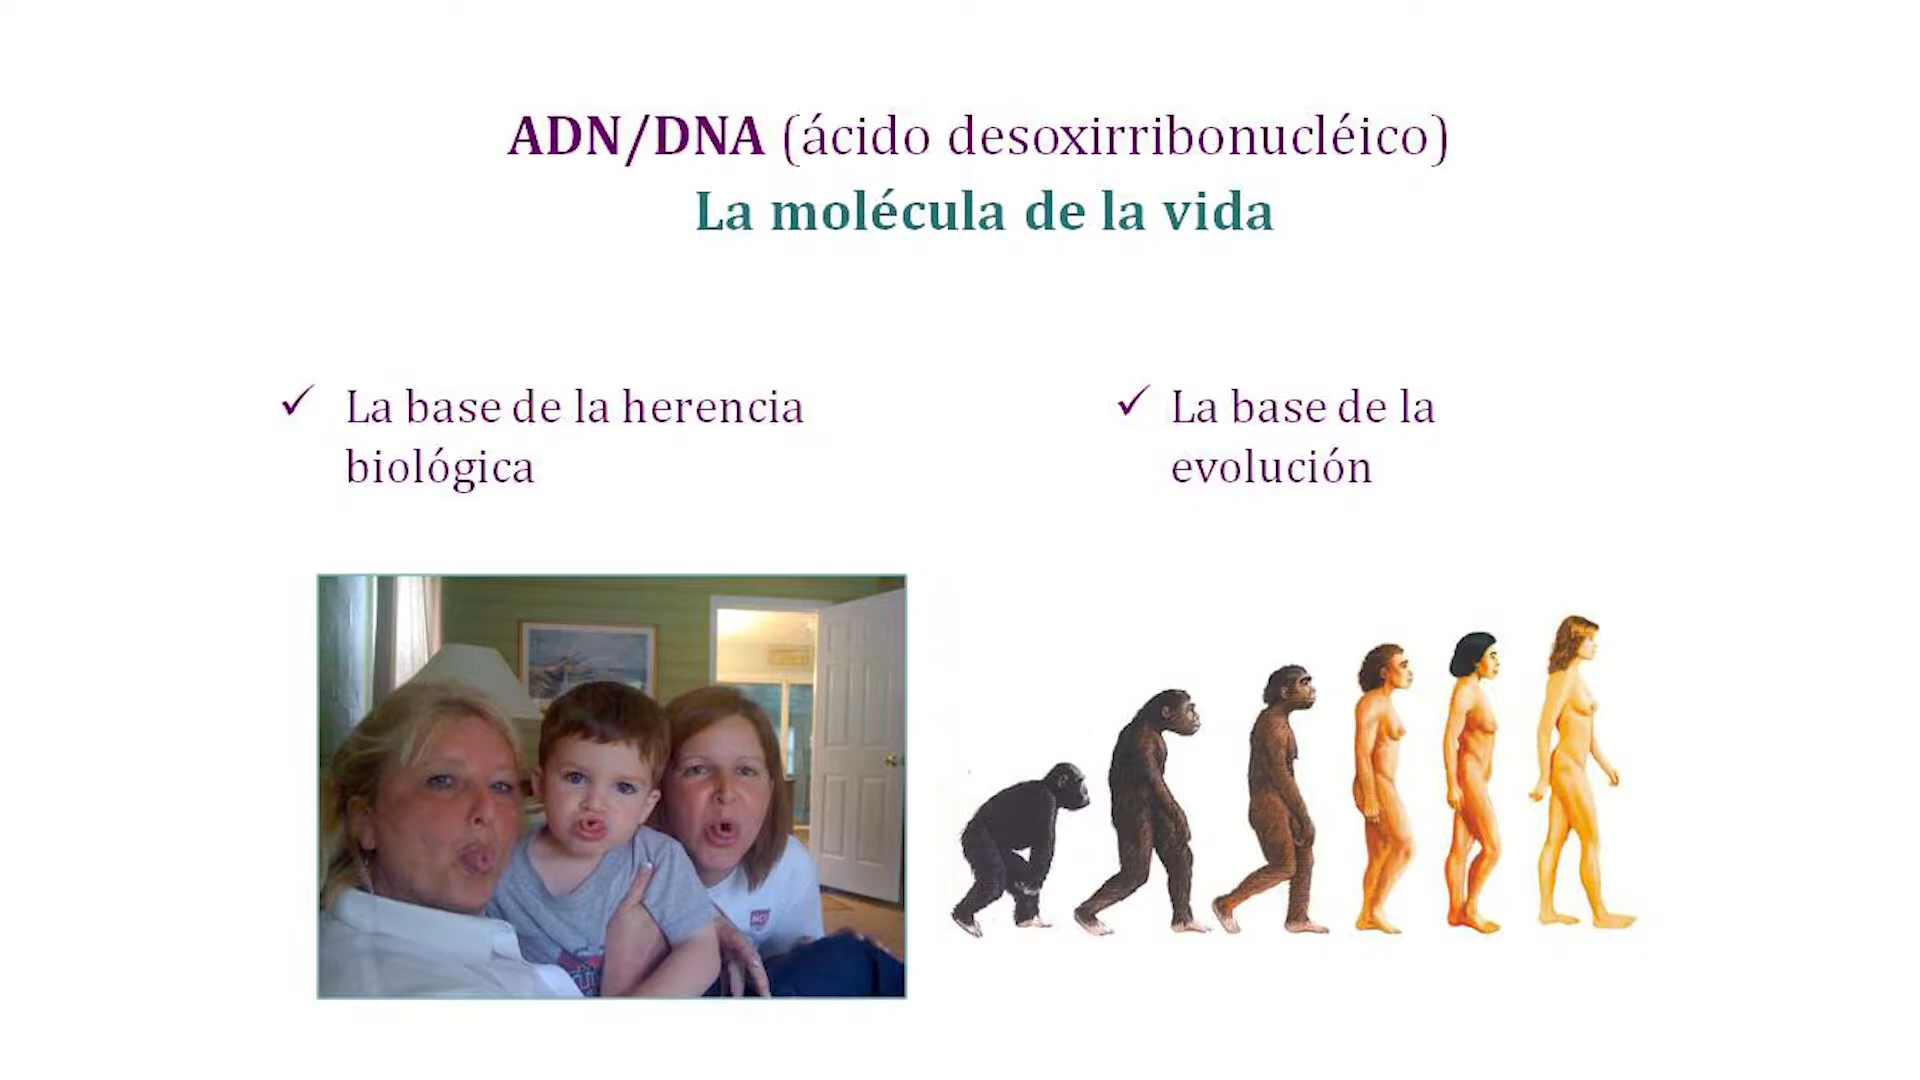 ADN/DNA (ácido desoxirribonucléico)
La molécula de la vida
✓ La base de la herencia
biológica
✓ La base de la
evolución